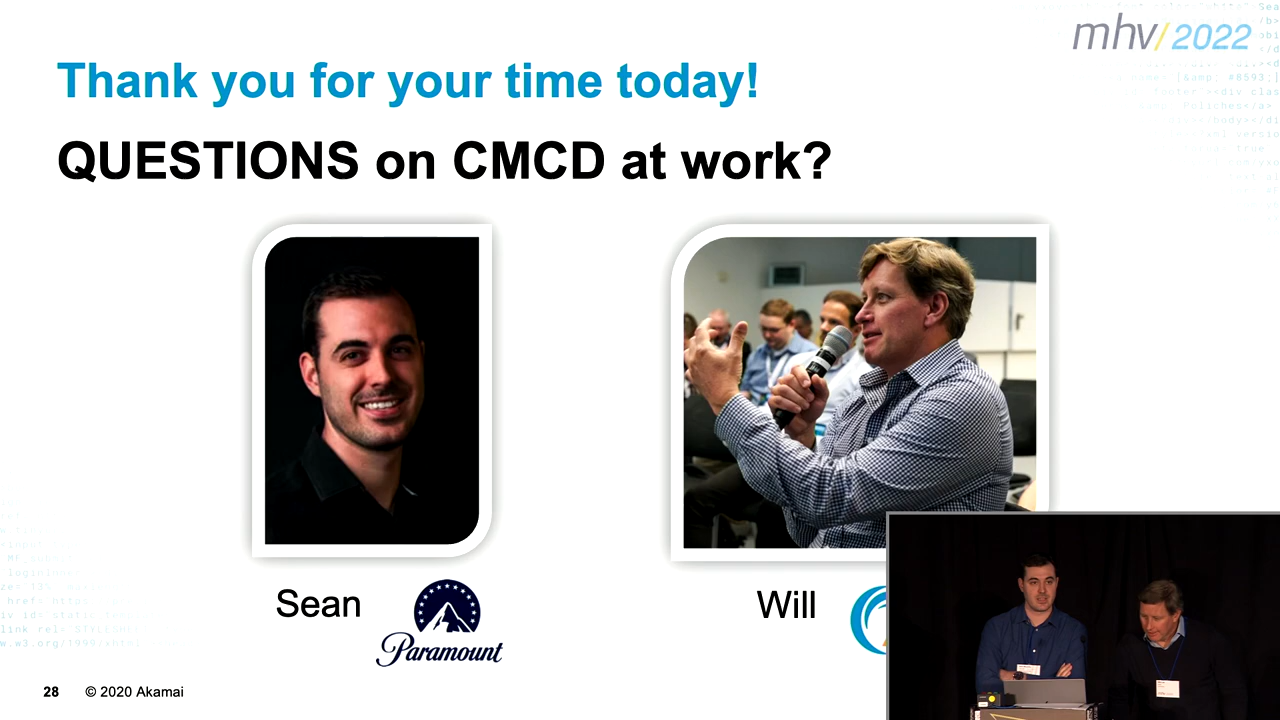 mhv/2022
Thank you for your time today!
QUESTIONS on CMCD at work?
Sean
Paramount
Will
28 © 2020 Akamai